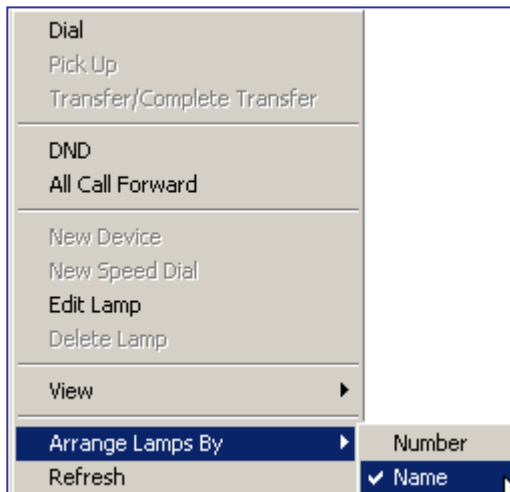 Dial
Pick Up
Transfer/Complete Transfer
DND
All Call Forward
New Device
New Speed Dial
Edit Lamp
Delete Lamp
View
Arrange Lamps By
Number
Refresh
Name